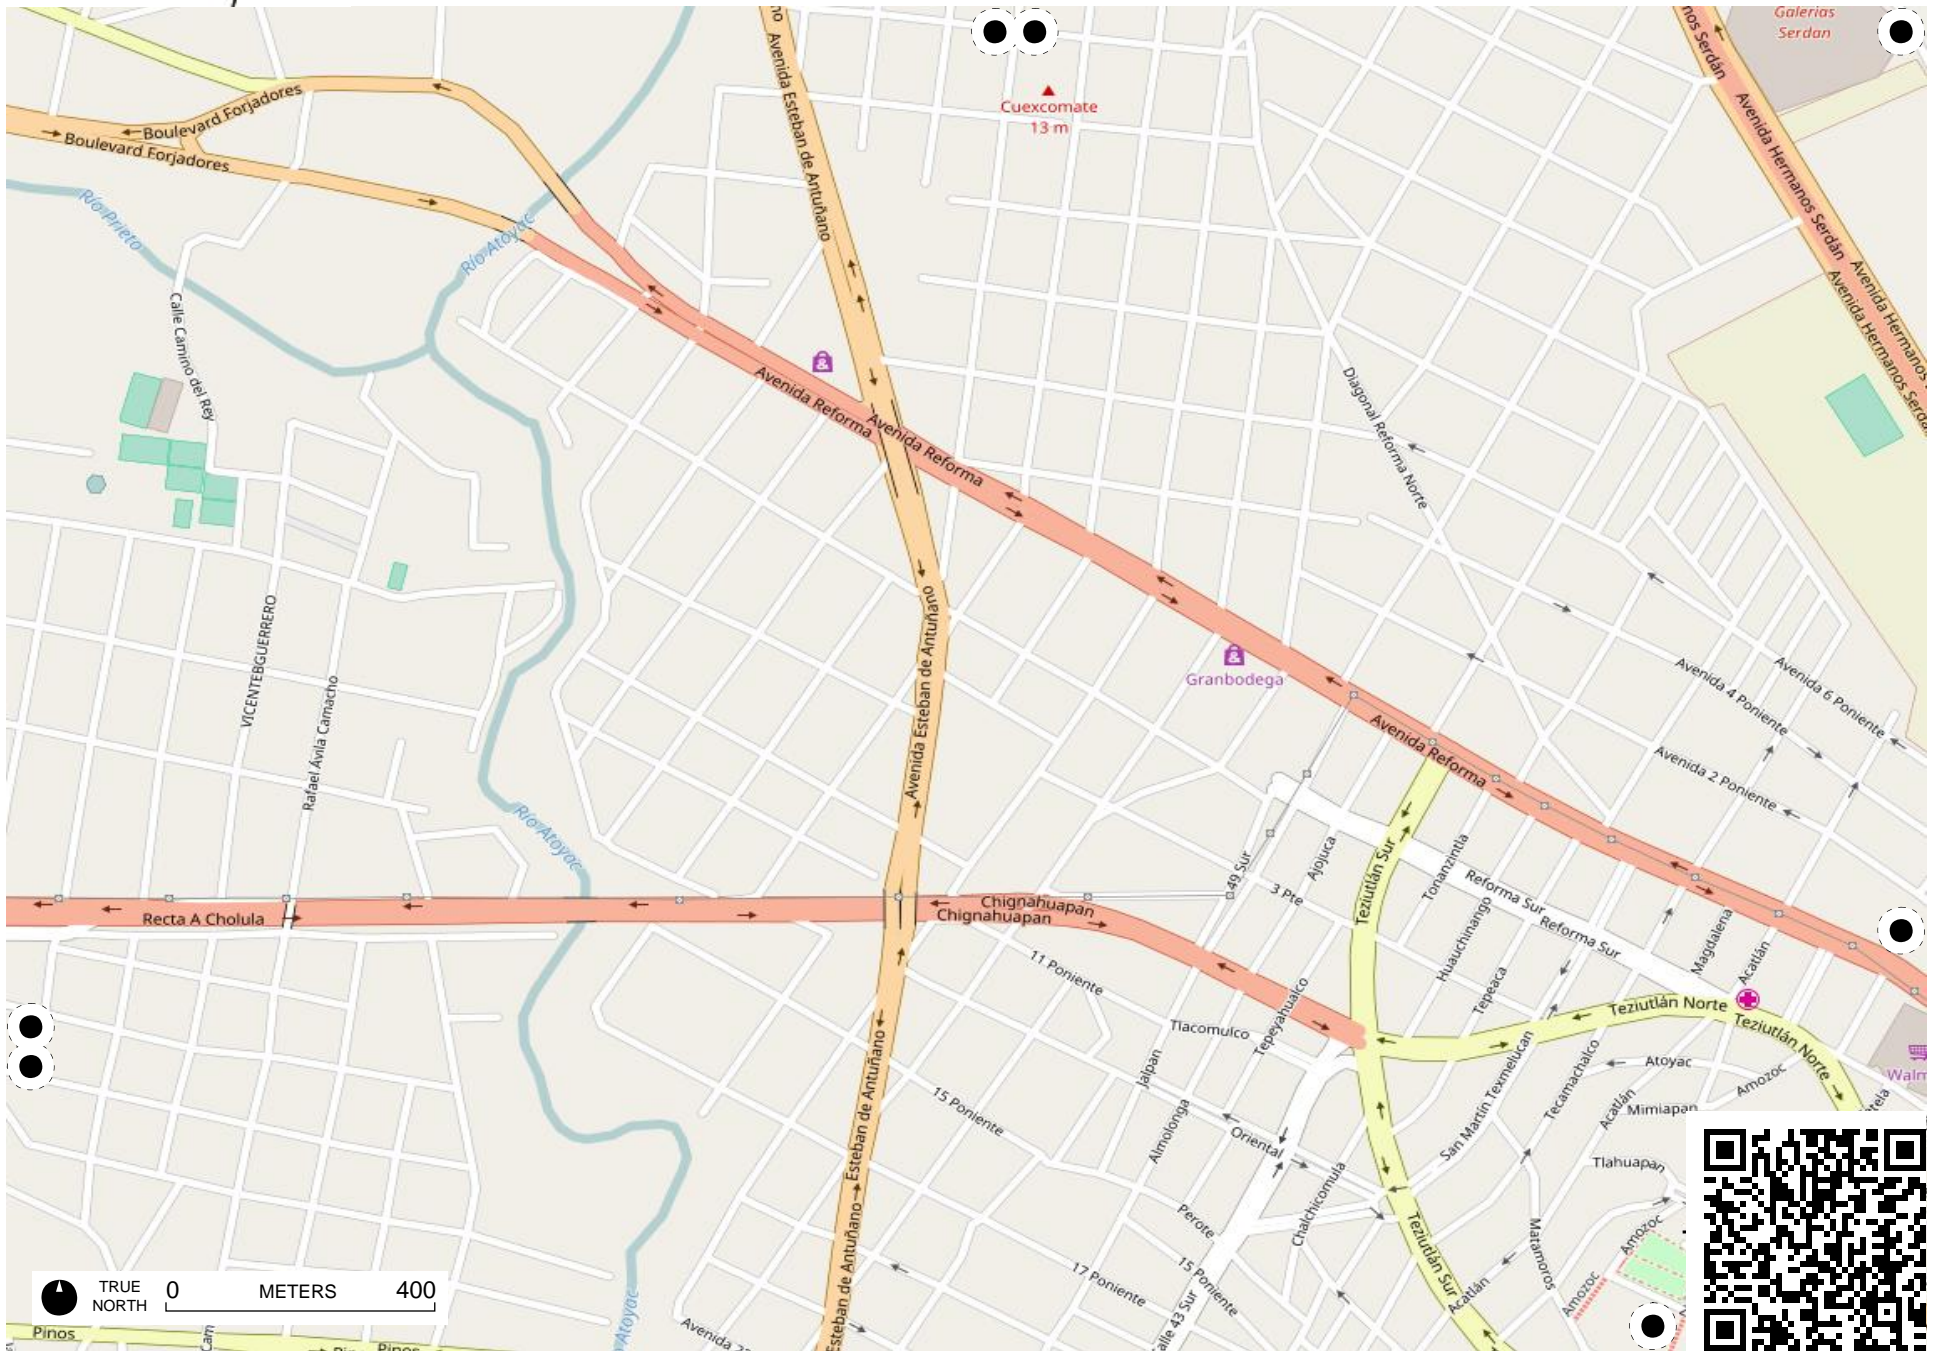 Galerias
Serdan
Avenida Esteban de Antuñano
Cuexcomate
13 m
Boulevard Forjadores
Boulevard Forjadores
Avenida Hermanos Serdán
Río Prieto
Río Atoyac
Avenida Hermanos Serdán
Calle Camino del Rey
Avenida Reforma
Avenida Reforma
Diagonal Reforma Norte
VICENTEBGUERRERO
Rafael Ávila Camacho
Avenida Esteban de Antuñano
Granbodega
Avenida 6 Poniente
Avenida 4 Poniente
Avenida Reforma
Avenida 2 Poniente
Río Atoyac
49 Sur
Ajojuca
Teziutlán Sur
Tonanzintla
3 Pte
Reforma Sur
Reforma Sur
Huauchinango
Tepeaca
Magdalena
Acatlán
Recta A Cholula
Chignahuapan
Chignahuapan
11 Poniente
Tlacomulco
Tepeyahualco
Teziutlán Norte
Teziutlán Norte
Jalpan
Atoyac
Amozoc
Acatlán
Mimiapan
San Martín Texmelucan
Tecamachalco
15 Poniente
Esteban de Antuñano
Almolonga
Oriental
Tlahuapan
Chalchicomula
Perote
Teziutlán Sur
Matamoros
Amozoc
Amozoc
Acatlán
15 Poniente
17 Poniente
Esteban de Antuñano
TRUE
NORTH
0 METERS 400
Pinos
Pinos
Atoyac